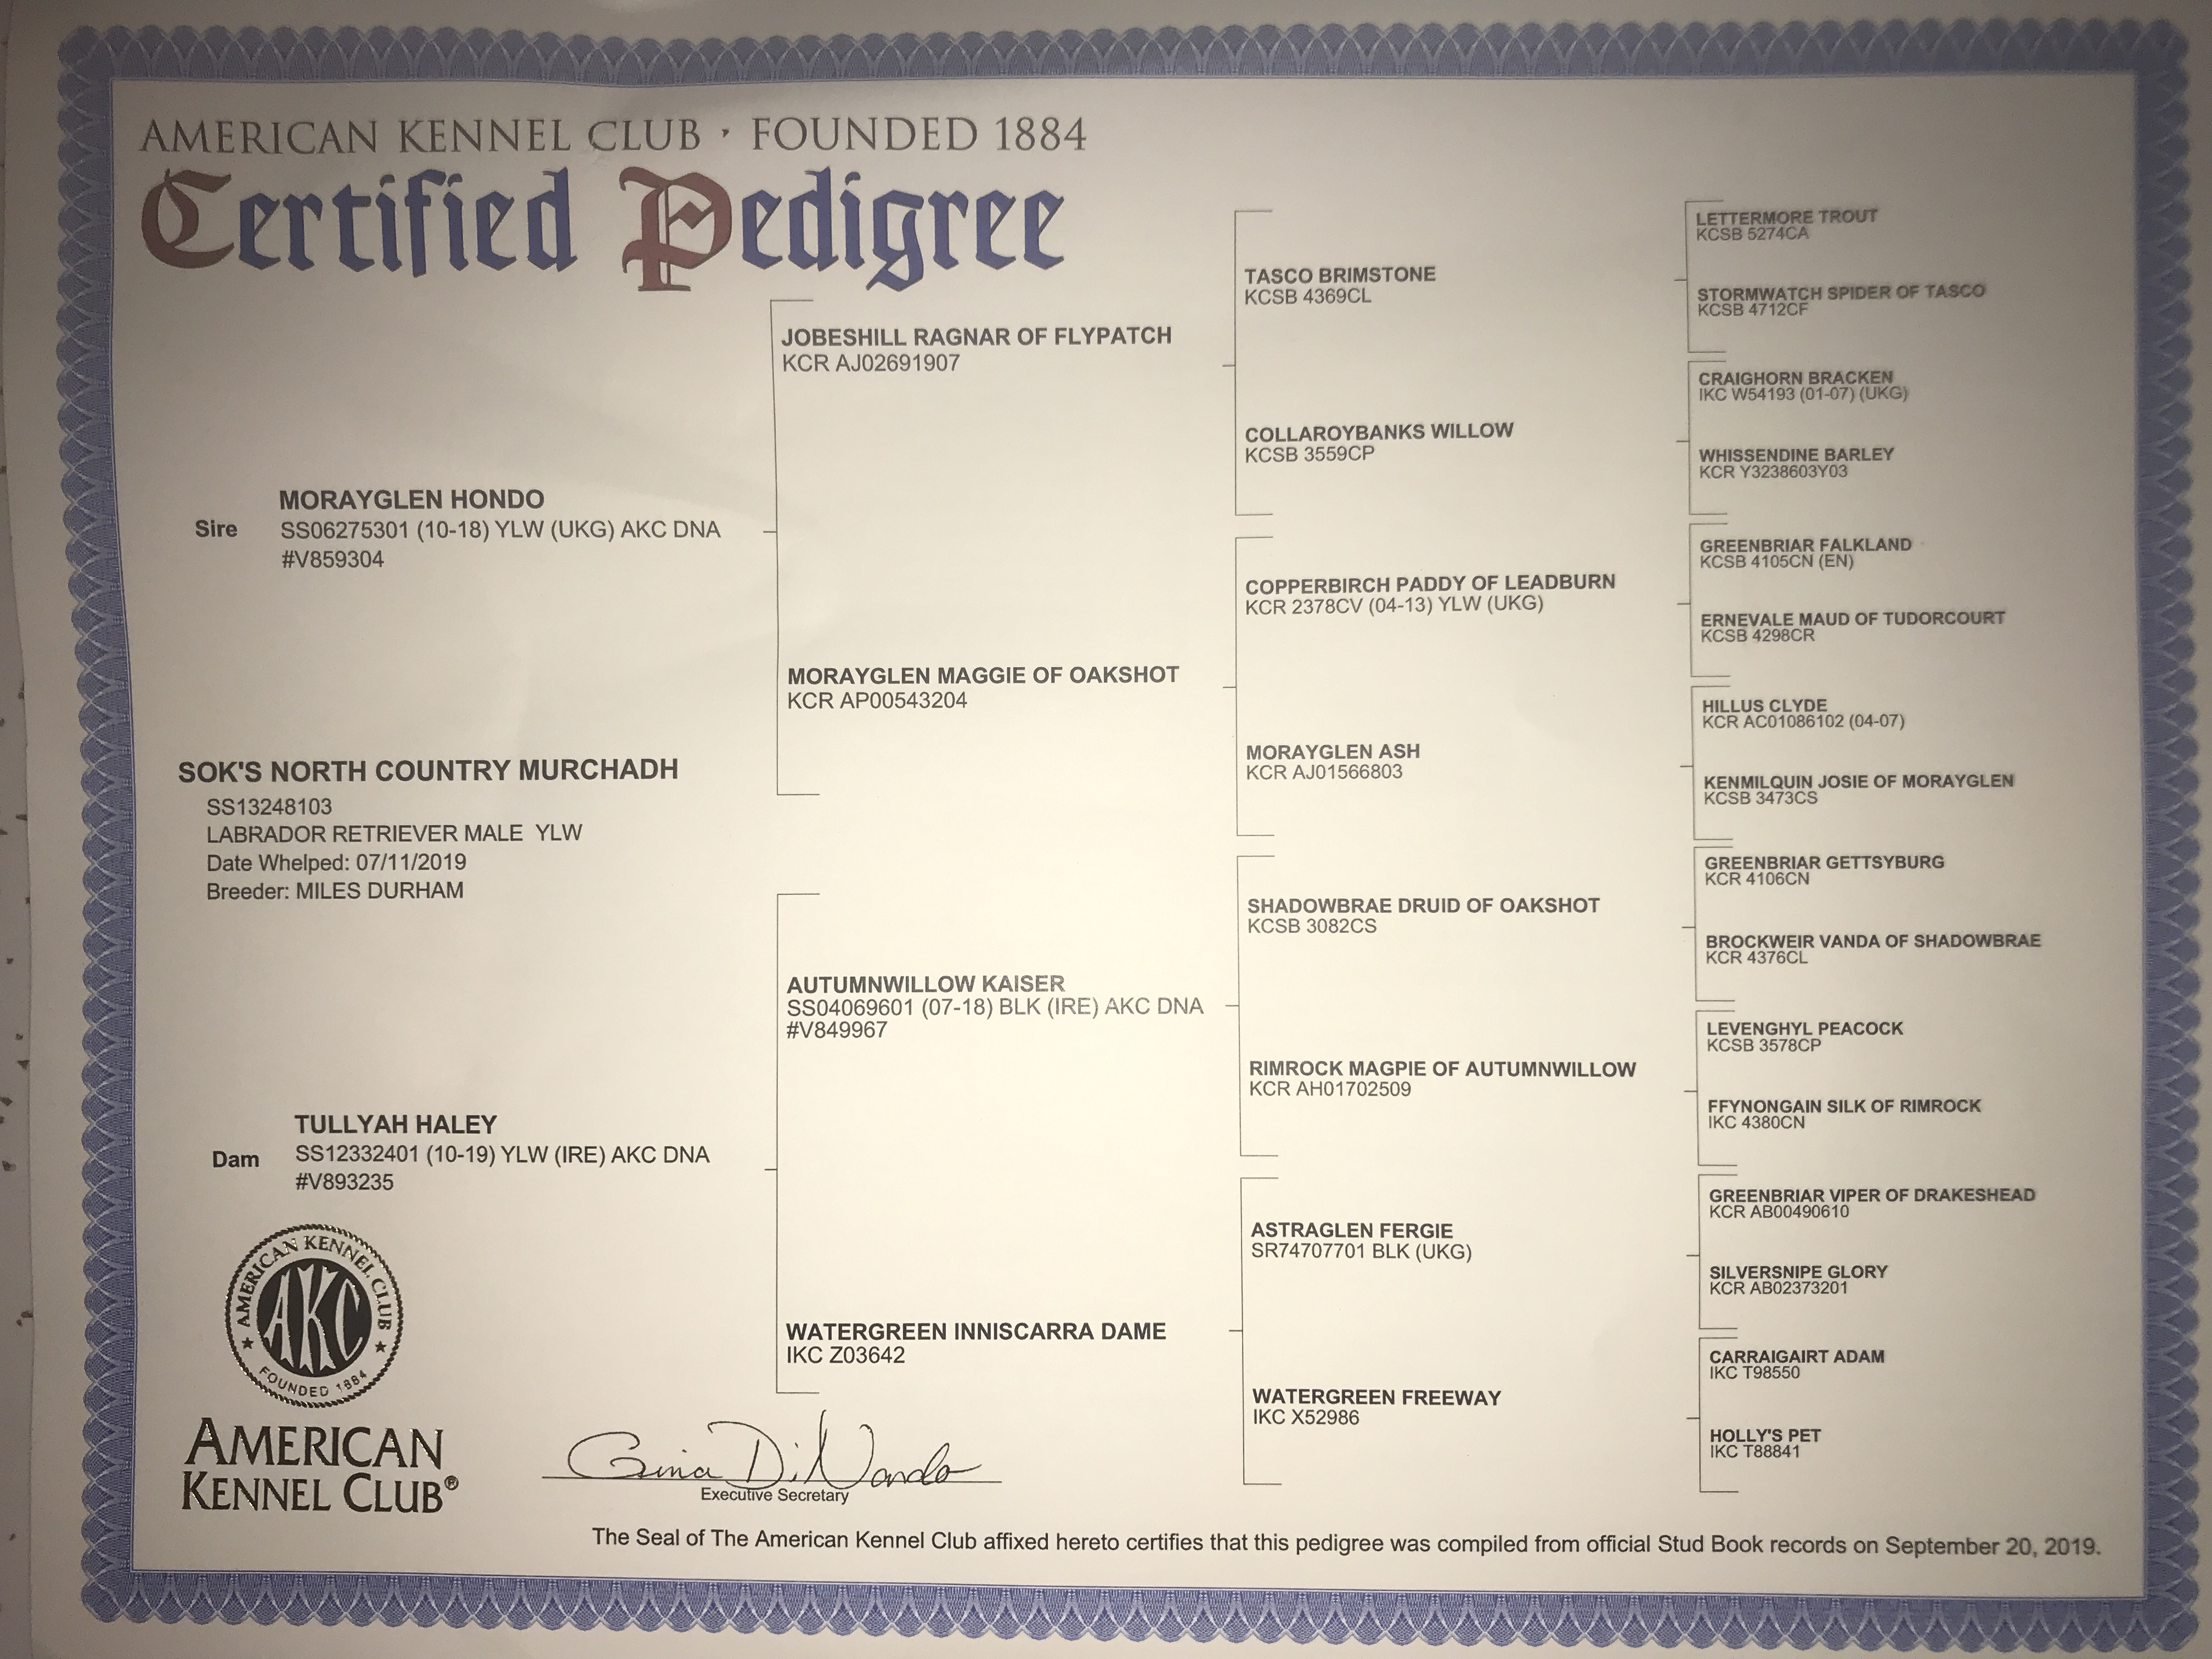 AMERICAN KENNEL CLUB · FOUNDED 1884
Certified Pedigree
Sire
MORAYGLEN HONDO
SS06275301 (10-18) YLW (UKG) AKC DNA
#V859304
SOK'S NORTH COUNTRY MURCHADH
SS13248103
LABRADOR RETRIEVER MALE YLW
Date Whelped: 07/11/2019
Breeder: MILES DURHAM
Dam
TULLYAH HALEY
SS12332401 (10-19) YLW (IRE) AKC DNA
#V893235
JOBESHILL RAGNAR OF FLYPATCH
KCR AJ02691907
MORAYGLEN MAGGIE OF OAKSHOT
KCR AP00543204
AUTUMNWILLOW KAISER
SS04069601 (07-18) BLK (IRE) AKC DNA
#V849967
WATERGREEN INNISCARRA DAME
IKC Z03642
TASCO BRIMSTONE
KCSB 4369CL
COLLAROYBANKS WILLOW
KCSB 3559CP
COPPERBIRCH PADDY OF LEADBURN
KCR 2378CV (04-13) YLW (UKG)
MORAYGLEN ASH
KCR AJ01566803
SHADOWBRAE DRUID OF OAKSHOT
KCSB 3082CS
RIMROCK MAGPIE OF AUTUMNWILLOW
KCR AH01702509
ASTRAGLEN FERGIE
SR74707701 BLK (UKG)
WATERGREEN FREEWAY
IKC X52986
LETTERMORE TROUT
KCSB 5274CA
STORMWATCH SPIDER OF TASCO
KCSB 4712CF
CRAIGHORN BRACKEN
IKC W54193 (01-07) (UKG)
WHISSENDINE BARLEY
KCR Y3238603Y03
GREENBRIAR FALKLAND
KCSB 4105CN (EN)
ERNEVALE MAUD OF TUDORCOURT
KCSB 4298CR
HILLUS CLYDE
KCR AC01086102 (04-07)
KENMILQUIN JOSIE OF MORAYGLEN
KCSB 3473CS
GREENBRIAR GETTSYBURG
KCR 4106CN
BROCKWEIR VANDA OF SHADOWBRAE
KCR 4376CL
LEVENGHYL PEACOCK
KCSB 3578CP
FFYNONGAIN SILK OF RIMROCK
IKC 4380CN
GREENBRIAR VIPER OF DRAKESHEAD
KCR AB00490610
SILVERSNIPE GLORY
KCR AB02373201
CARRAIGAIRT ADAM
IKC T98550
HOLLY'S PET
IKC T88841
AMERICAN KENNEL CLUB
AKC
FOUNDED 1884
AMERICAN
KENNEL CLUB®
Gina DiNardo
Executive Secretary
The Seal of The American Kennel Club affixed hereto certifies that this pedigree was compiled from official Stud Book records on September 20, 2019.